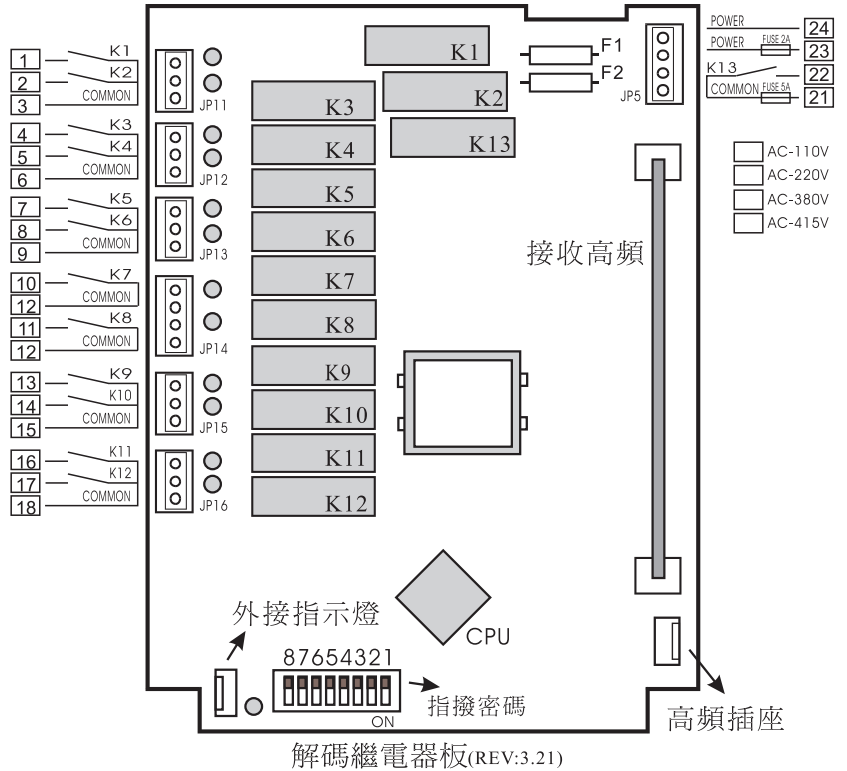 1 K1
2 K2
3 COMMON
JP11
4 K3
5 K4
6 COMMON
JP12
7 K5
8 K6
9 COMMON
JP13
10 K7
12 COMMON
11 K8
12 COMMON
JP14
13 K9
14 K10
15 COMMON
JP15
16 K11
17 K12
18 COMMON
JP16
K1
K2
K13
K3
K4
K5
K6
K7
K8
K9
K10
K11
K12
F1
F2
JP5
POWER 24
POWER FUSE 2A 23
K13 22
COMMON FUSE 5A 21
AC-110V
AC-220V
AC-380V
AC-415V
接收高頻
CPU
外接指示燈
87654321
ON
指撥密碼
高頻插座
解碼繼電器板(REV:3.21)